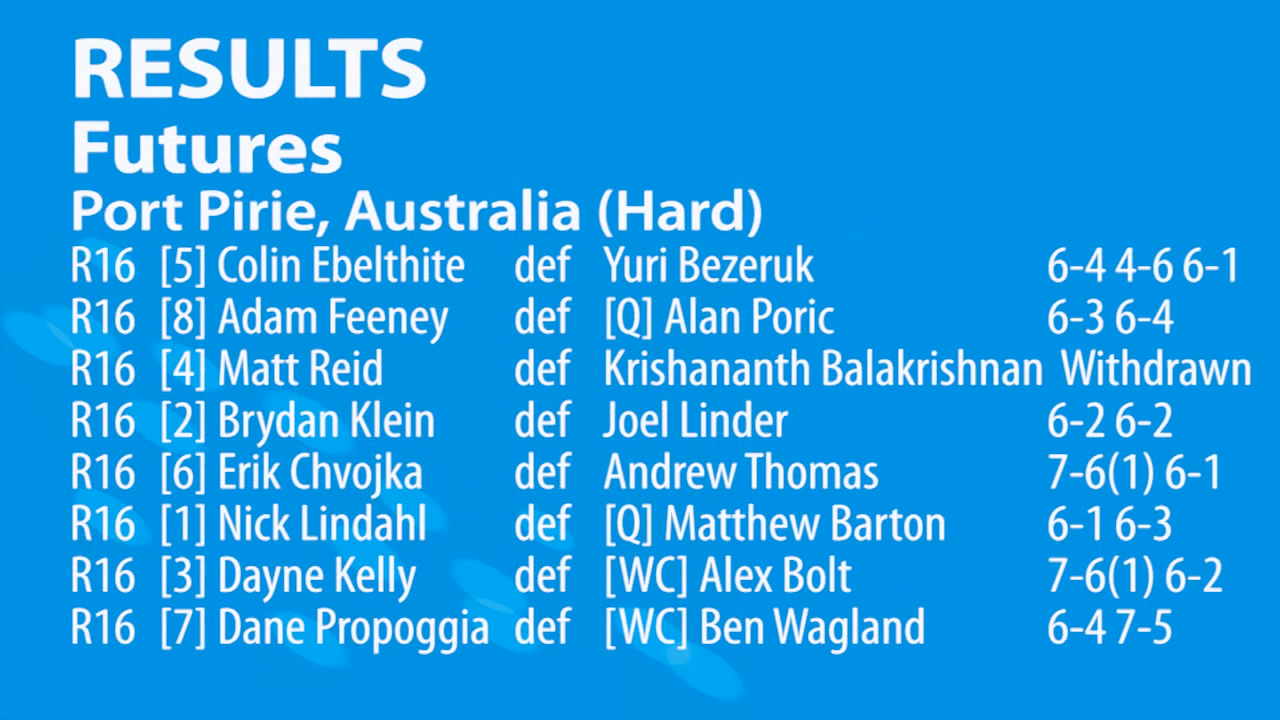 RESULTS
Futures
Port Pirie, Australia (Hard)
R16 [5] Colin Ebelthite def Yuri Bezeruk 6-4 4-6 6-1
R16 [8] Adam Feeney def [Q] Alan Poric 6-3 6-4
R16 [4] Matt Reid def Krishananth Balakrishnan Withdrawn
R16 [2] Brydan Klein def Joel Linder 6-2 6-2
R16 [6] Erik Chvojka def Andrew Thomas 7-6(1) 6-1
R16 [1] Nick Lindahl def [Q] Matthew Barton 6-1 6-3
R16 [3] Dayne Kelly def [WC] Alex Bolt 7-6(1) 6-2
R16 [7] Dane Propoggia def [WC] Ben Wagland 6-4 7-5